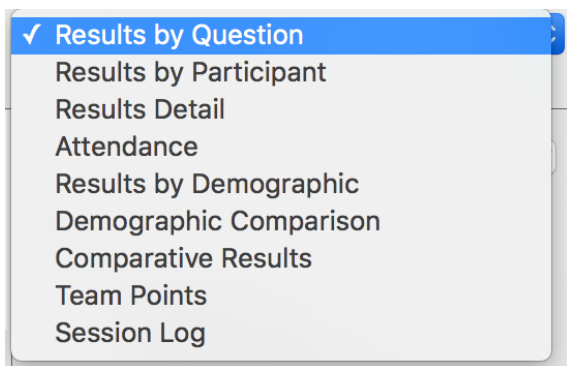 ✓ Results by Question
Results by Participant
Results Detail
Attendance
Results by Demographic
Demographic Comparison
Comparative Results
Team Points
Session Log